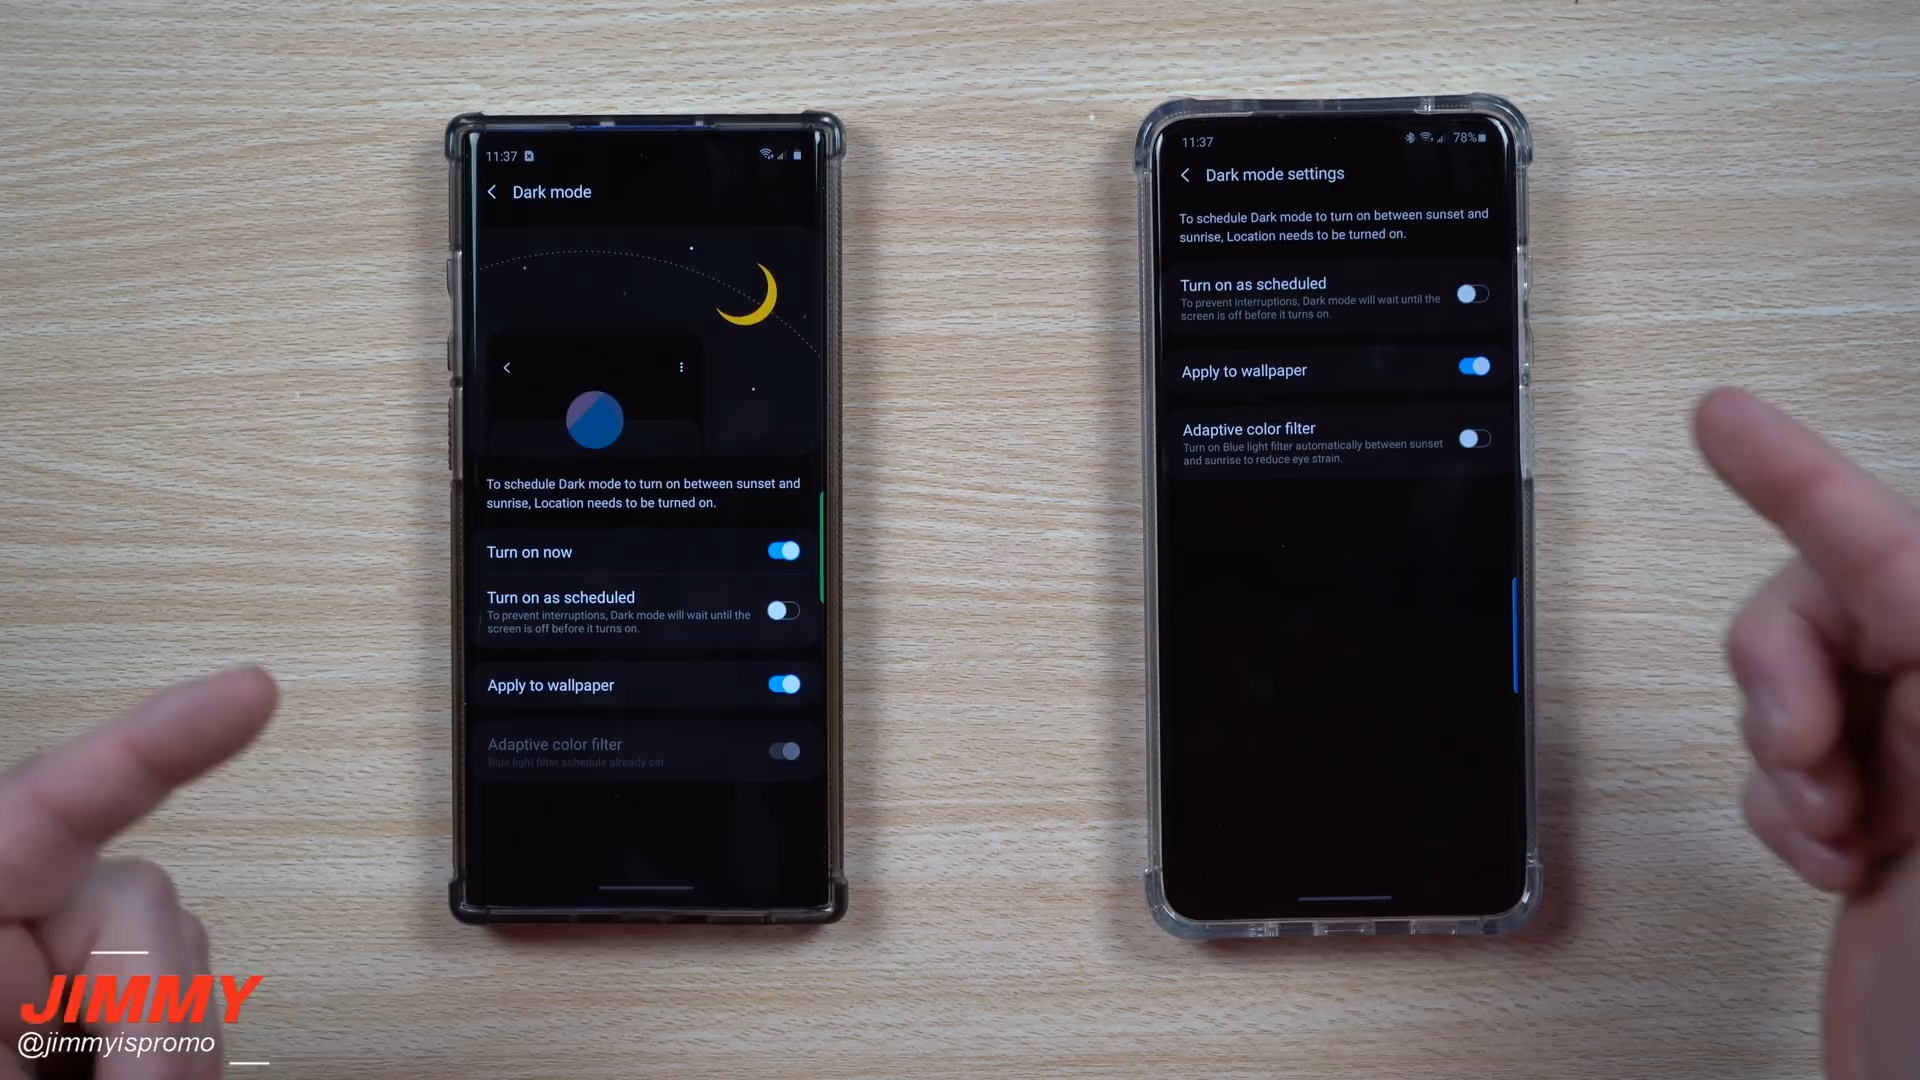 11:37
Dark mode
To schedule Dark mode to turn on between sunset and
sunrise, Location needs to be turned on.
Turn on now
Turn on as scheduled
To prevent interruptions, Dark mode will wait until the
screen is off before it turns on.
Apply to wallpaper
Adaptive color filter
Blue light filter schedule already set
11:37
78%
Dark mode settings
To schedule Dark mode to turn on between sunset and
sunrise, Location needs to be turned on.
Turn on as scheduled
To prevent interruptions, Dark mode will wait until the
screen is off before it turns on.
Apply to wallpaper
Adaptive color filter
Turn on Blue light filter automatically between sunset
and sunrise to reduce eye strain.
JIMMY
@jimmyispromo